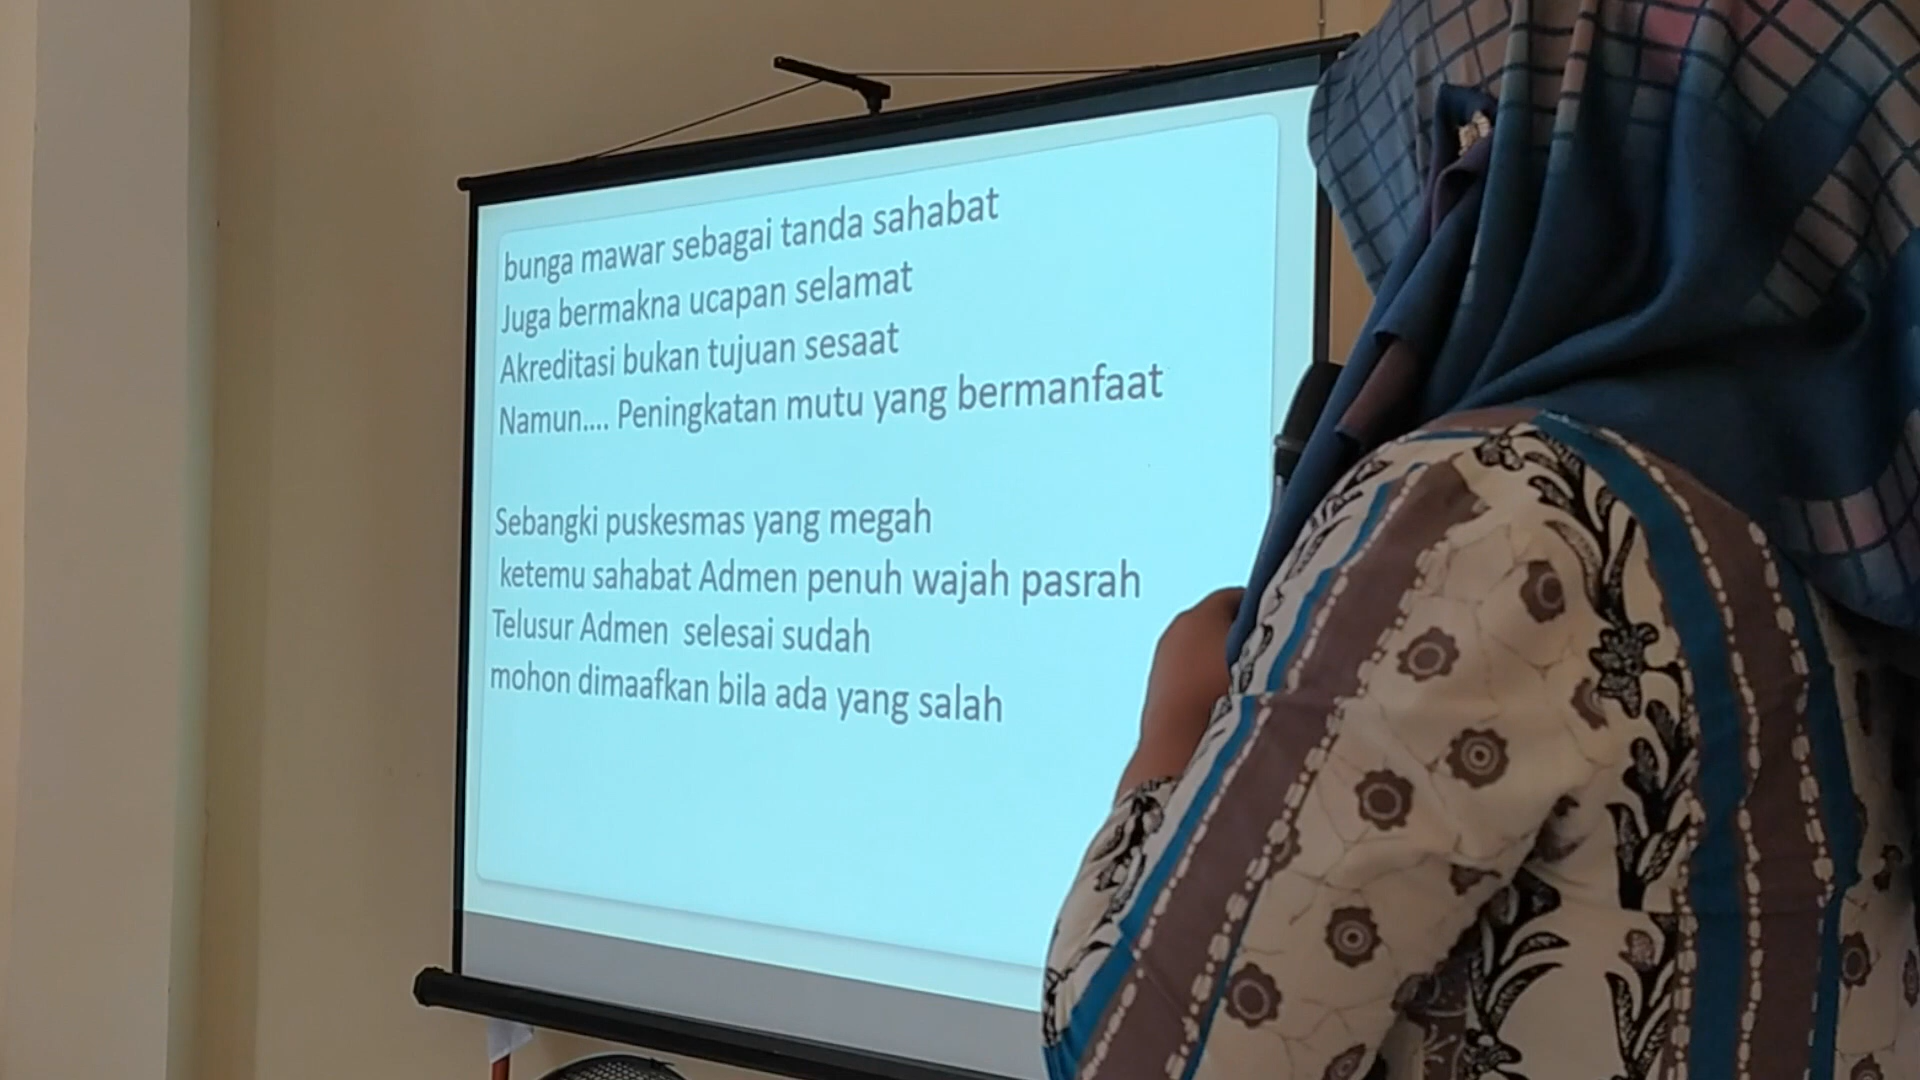 bunga mawar sebagai tanda sahabat
Juga bermakna ucapan selamat
Akreditasi bukan tujuan sesaat
Namun.... Peningkatan mutu yang bermanfaat
Sebangki puskesmas yang megah
ketemu sahabat Admen penuh wajah pasrah
Telusur Admen selesai sudah
mohon dimaafkan bila ada yang salah